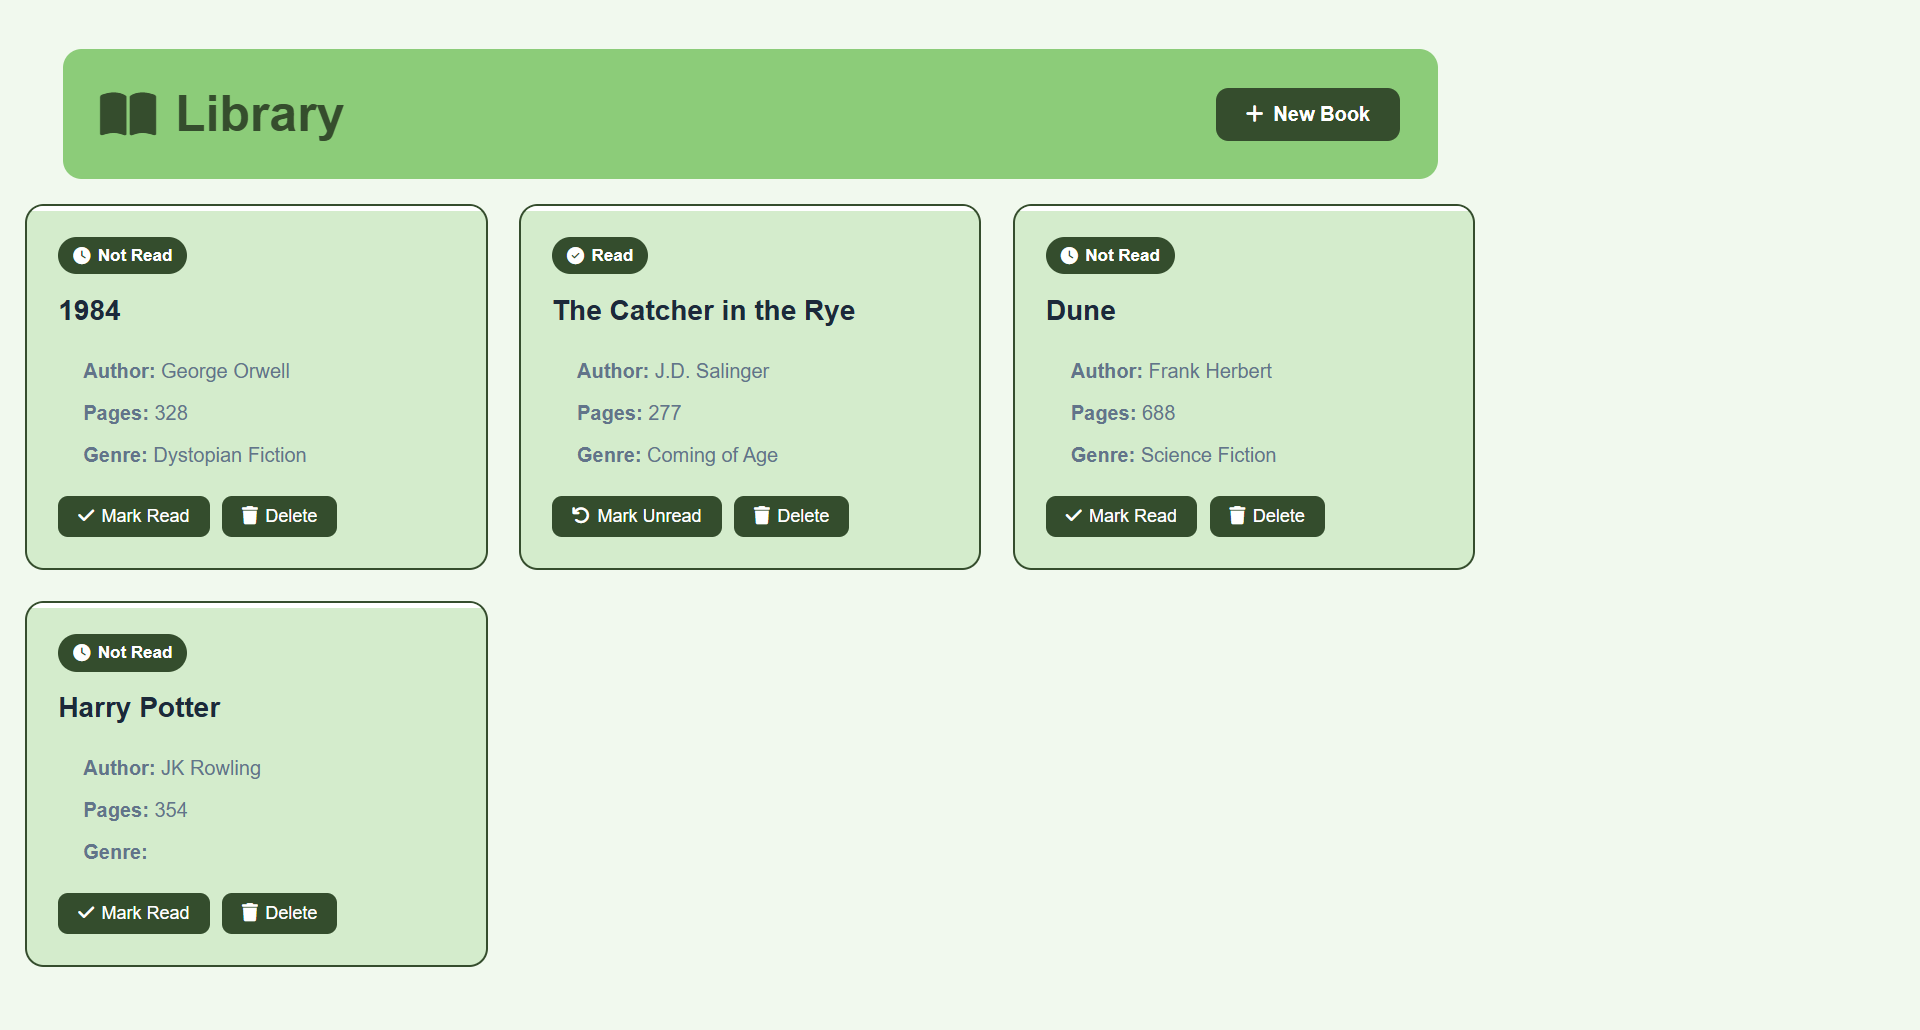 Library
New Book
Not Read
1984
Author: George Orwell
Pages: 328
Genre: Dystopian Fiction
Mark Read Delete
Read
The Catcher in the Rye
Author: J.D. Salinger
Pages: 277
Genre: Coming of Age
Mark Unread Delete
Not Read
Dune
Author: Frank Herbert
Pages: 688
Genre: Science Fiction
Mark Read Delete
Not Read
Harry Potter
Author: JK Rowling
Pages: 354
Genre:
Mark Read Delete